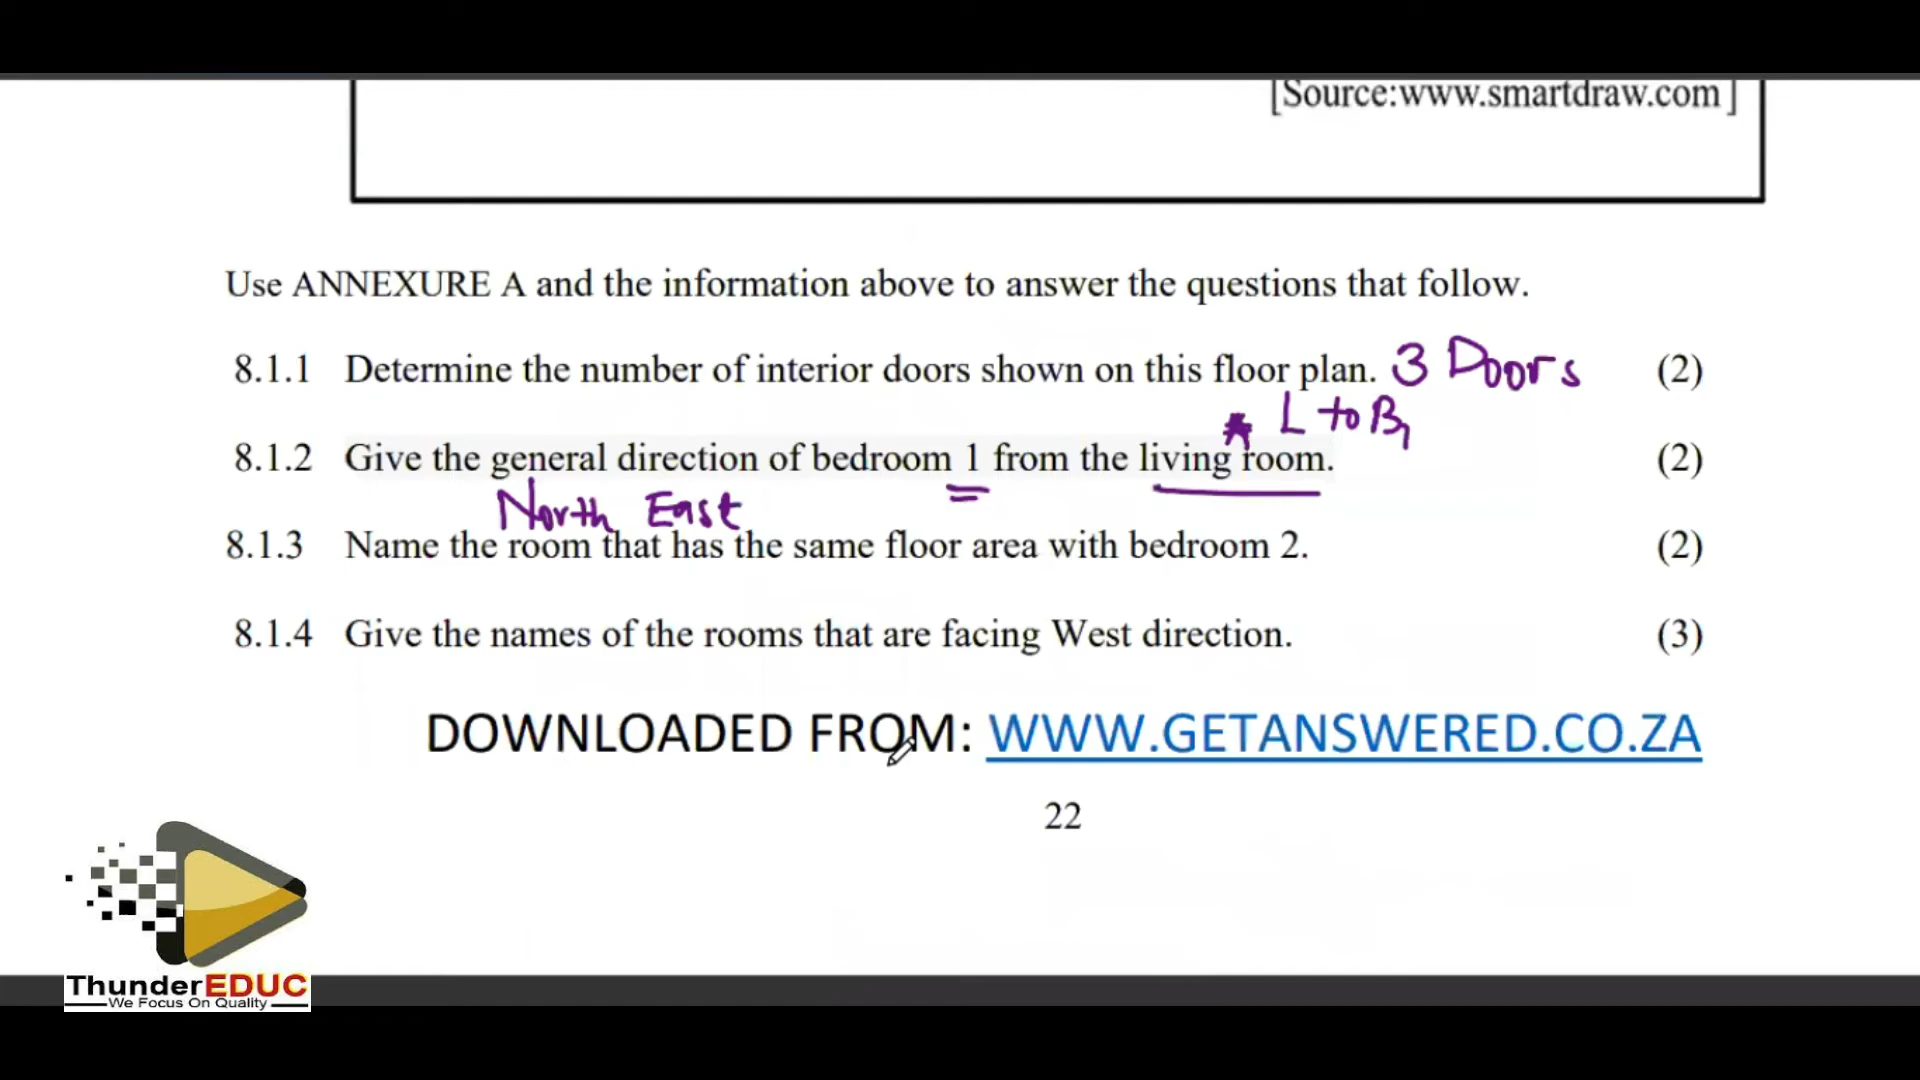 [Source:www.smartdraw.com]
Use ANNEXURE A and the information above to answer the questions that follow.
8.1.1 Determine the number of interior doors shown on this floor plan. 3 Doors (2)
L to B1
8.1.2 Give the general direction of bedroom 1 from the living room. (2)
North East
8.1.3 Name the room that has the same floor area with bedroom 2. (2)
8.1.4 Give the names of the rooms that are facing West direction. (3)
DOWNLOADED FROM: WWW.GETANSWERED.CO.ZA
22
ThunderEDUC
We Focus On Quality